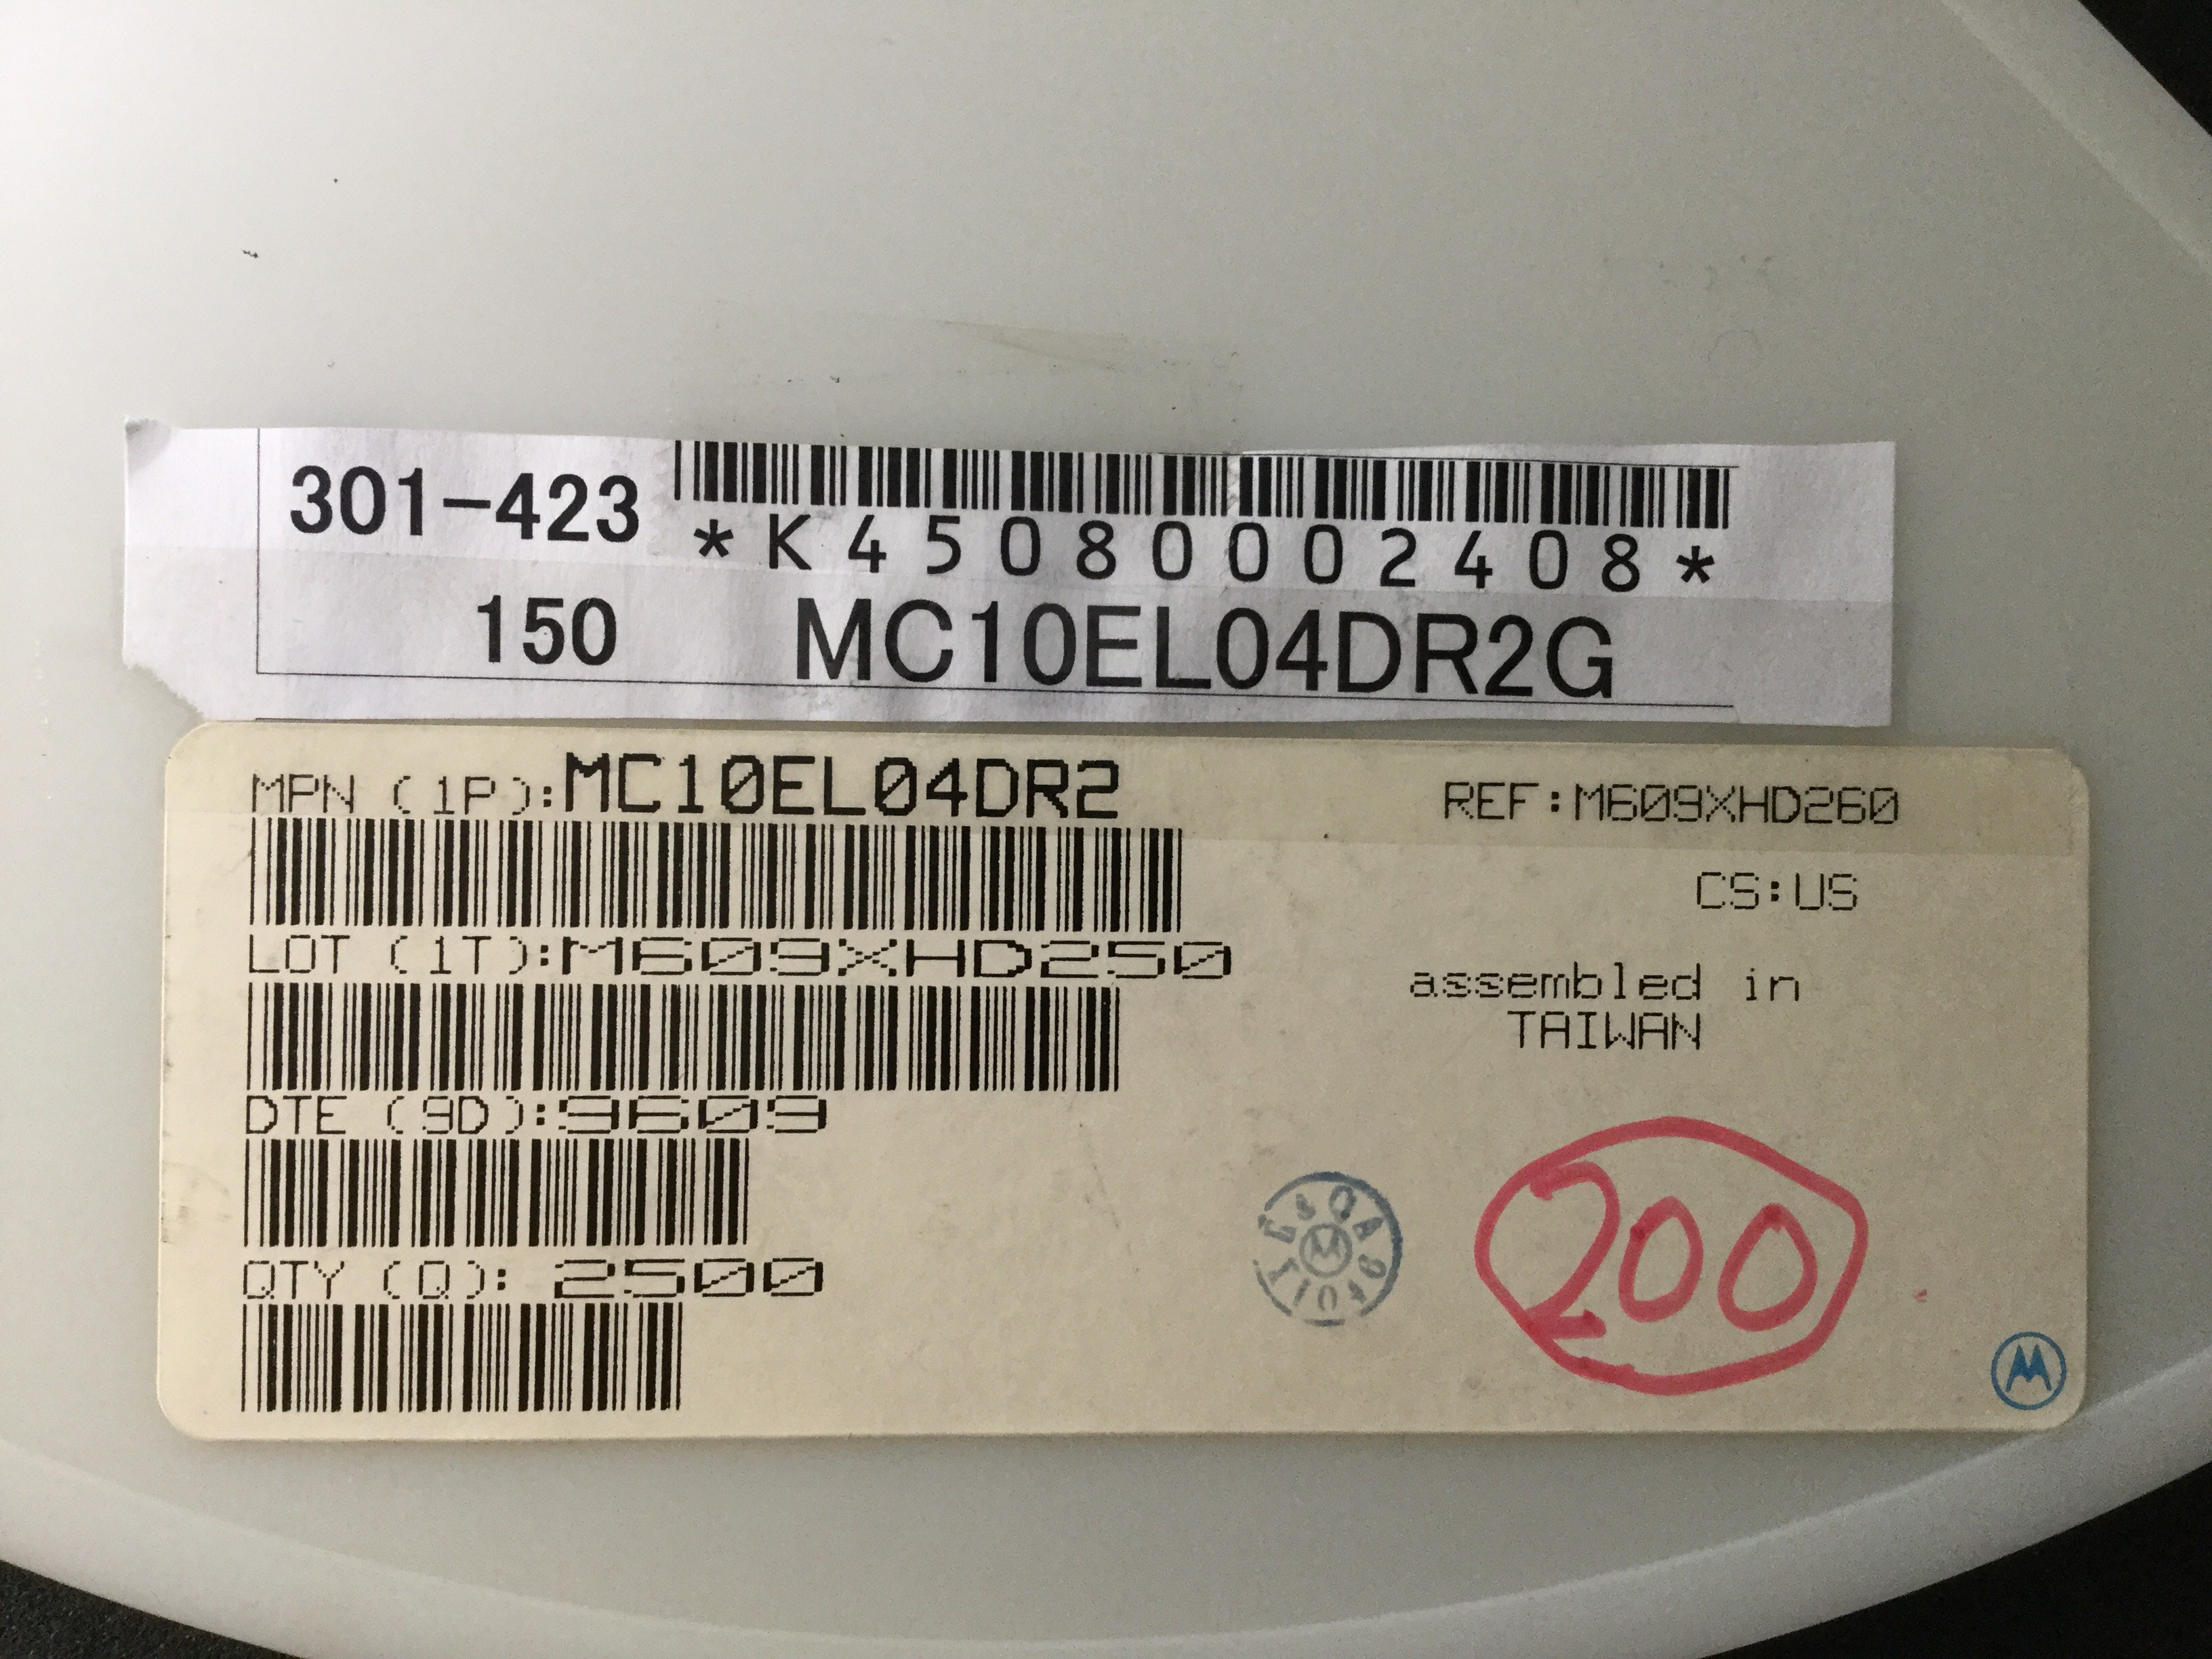 301-423
*K45080002408*
150 MC10EL04DR2G
MPN (1P):MC10EL04DR2
REF:M609XHD260
CS:US
LOT (1T):M609XHD250
assembled in
TAIWAN
DTE (9D):9609
QTY (Q): 2500
200